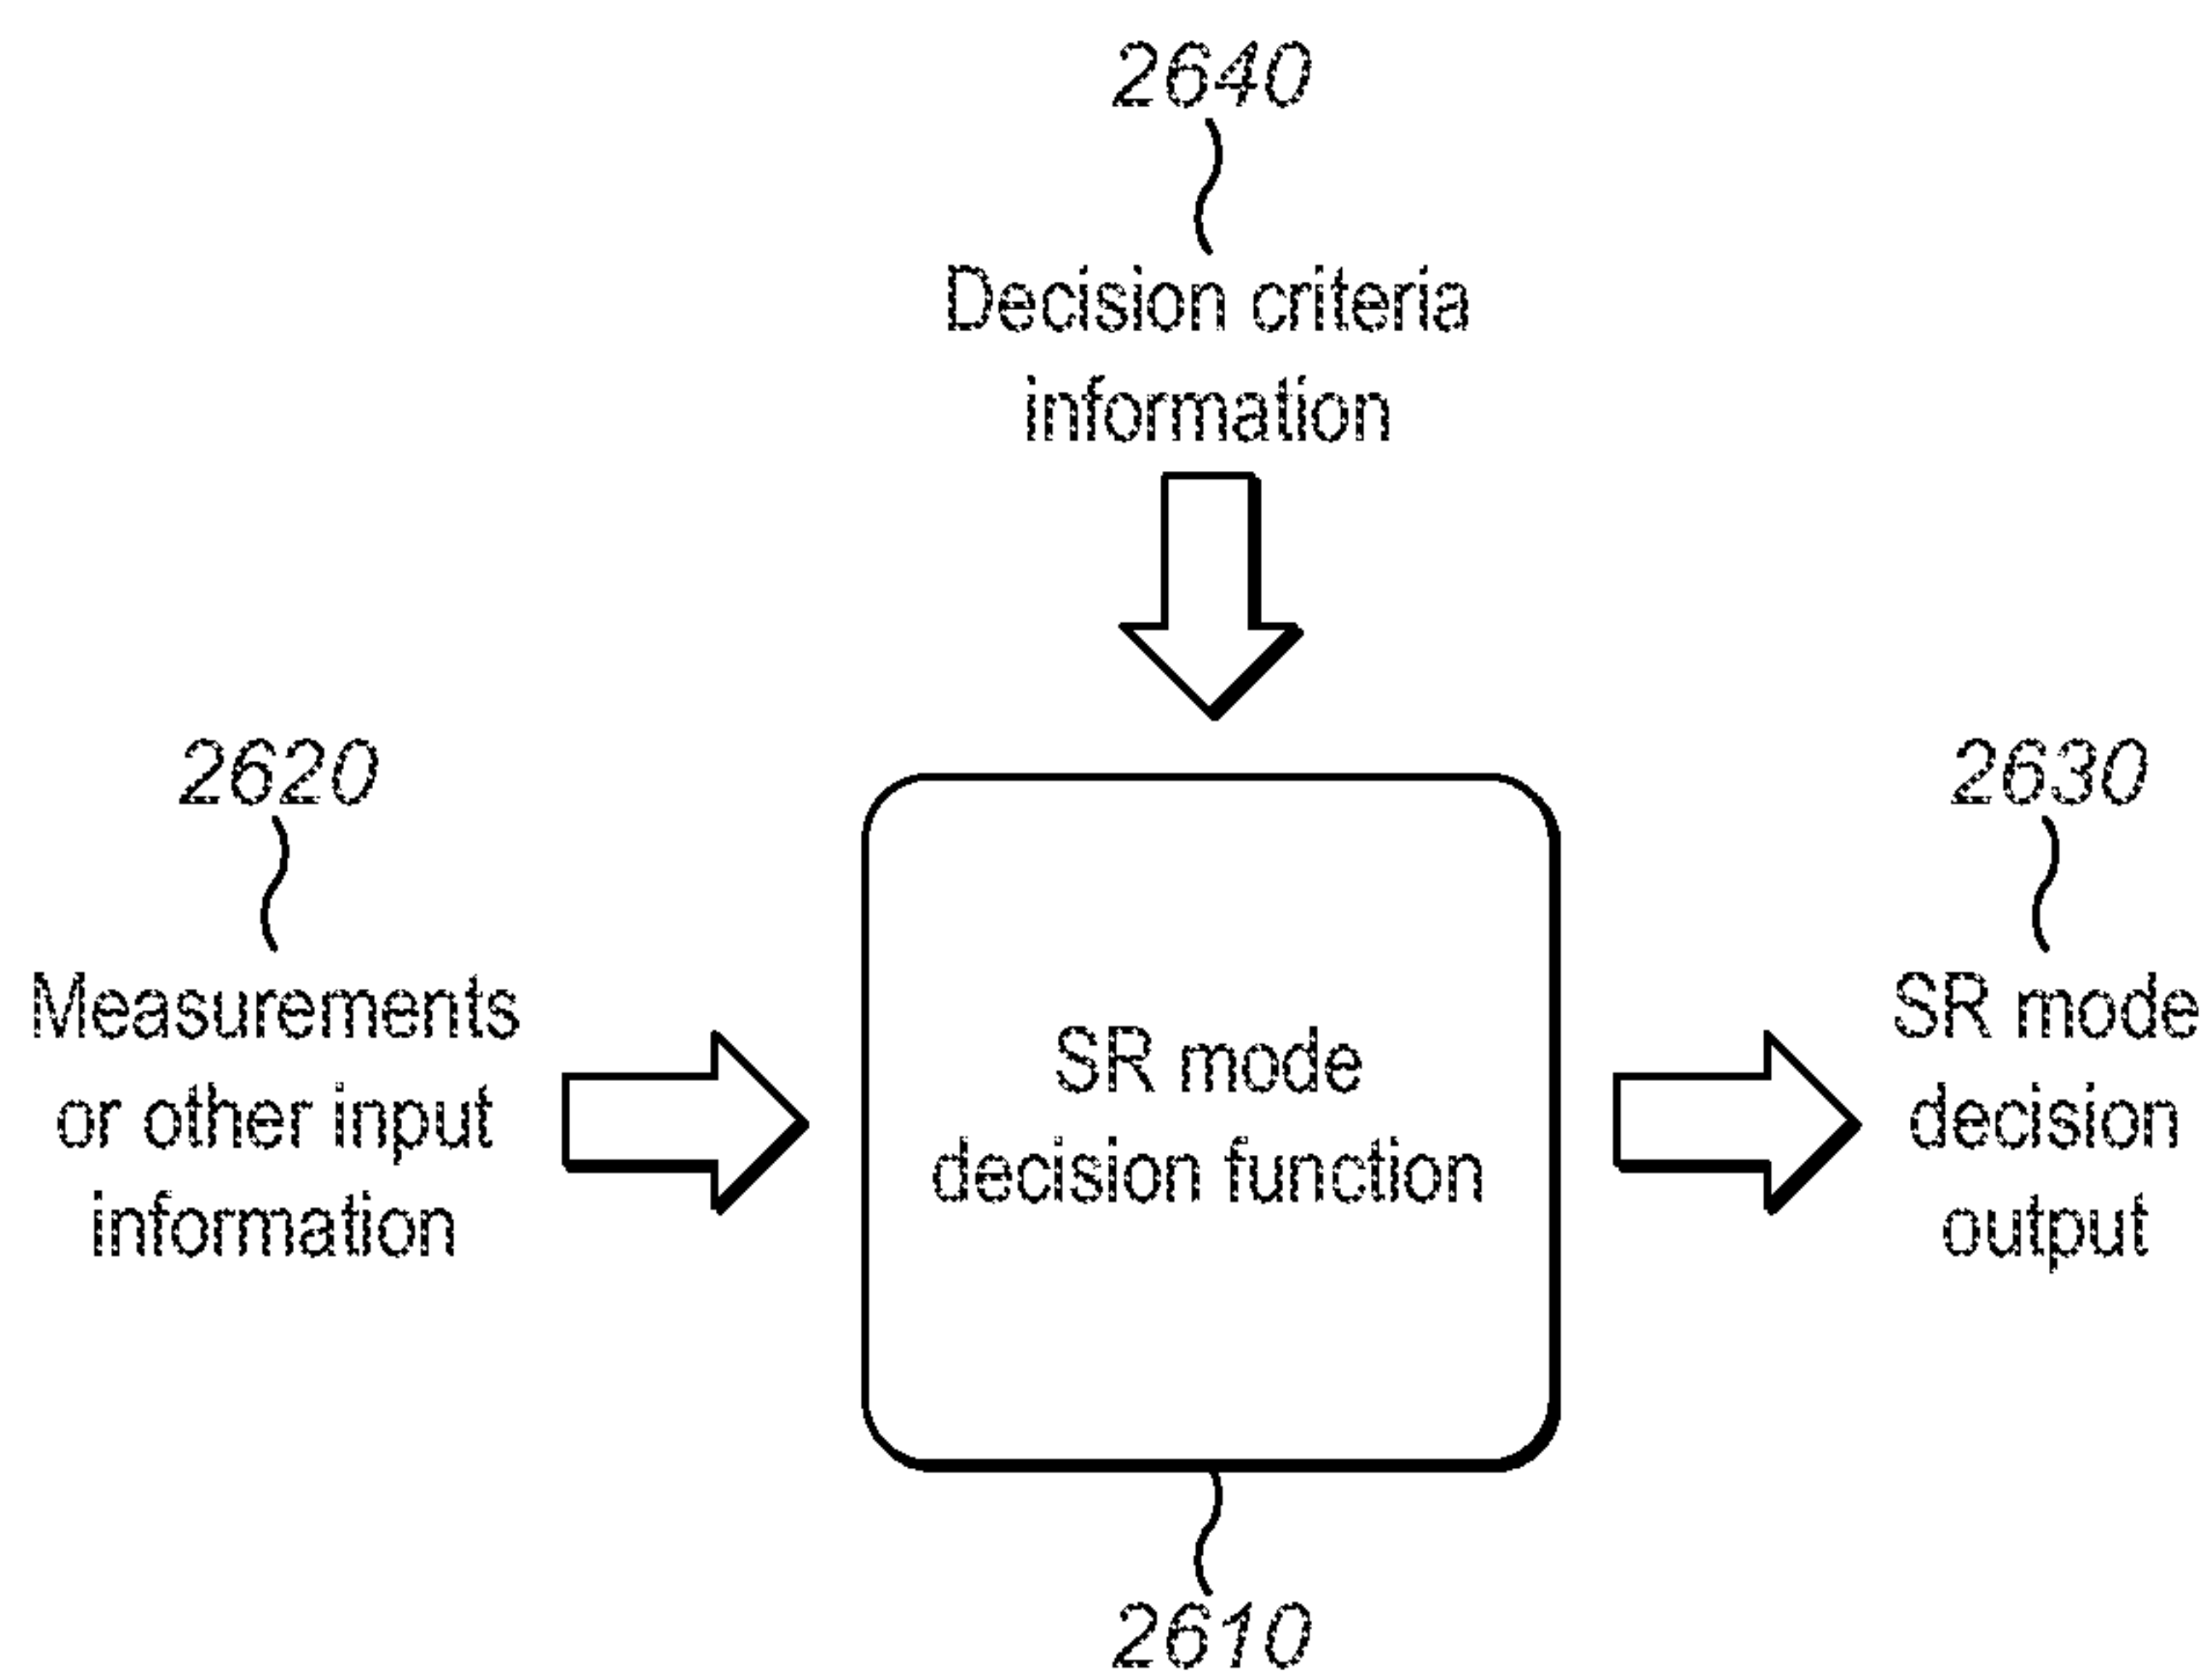 2640
Decision criteria
information
2620
Measurements
or other input
information
SR mode
decision function
2630
SR mode
decision
output
2610